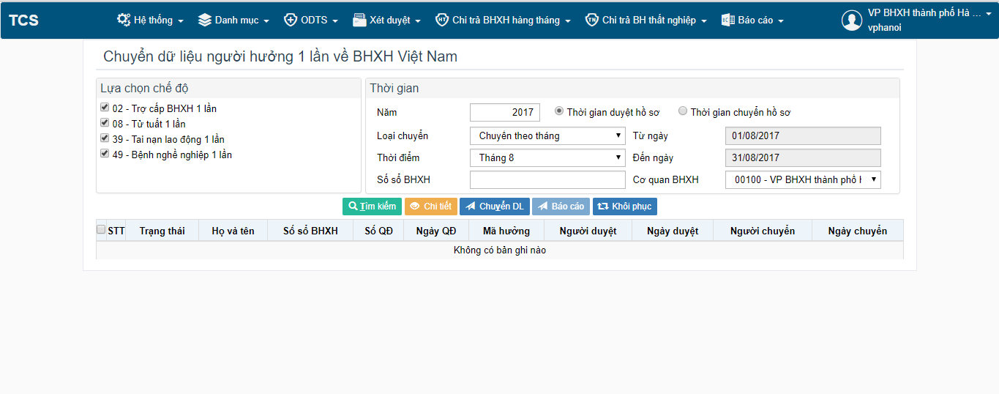 TCS
Hệ thống
Danh mục
ODTS
Xét duyệt
HT
Chi trả BHXH hàng tháng
TN
Chi trả BH thất nghiệp
Báo cáo
VP BHXH thành phố Hà ...
vphanoi
Chuyển dữ liệu người hưởng 1 lần về BHXH Việt Nam
Lựa chọn chế độ
02 - Trợ cấp BHXH 1 lần
08 - Tử tuất 1 lần
39 - Tai nạn lao động 1 lần
49 - Bệnh nghề nghiệp 1 lần
Thời gian
Năm 2017 Thời gian duyệt hồ sơ Thời gian chuyển hồ sơ
Loại chuyển Chuyển theo tháng Từ ngày 01/08/2017
Thời điểm Tháng 8 Đến ngày 31/08/2017
Số sổ BHXH Cơ quan BHXH 00100 - VP BHXH thành phố
Tìm kiếm Chi tiết Chuyển DL Báo cáo Khôi phục
STT Trạng thái Họ và tên Số sổ BHXH Số QĐ Ngày QĐ Mã hưởng Người duyệt Ngày duyệt Người chuyển Ngày chuyển
Không có bản ghi nào